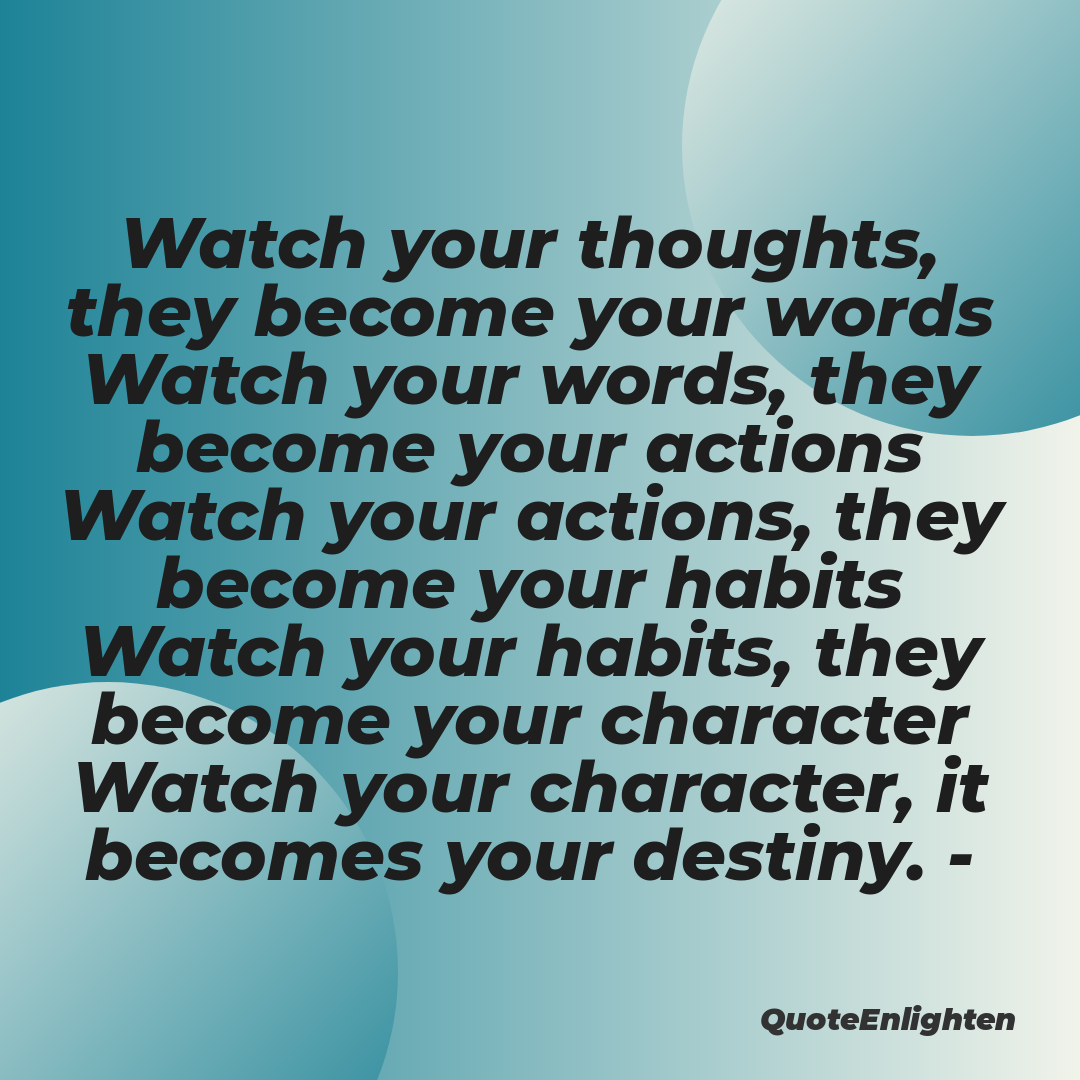 Watch your thoughts,
they become your words
Watch your words, they
become your actions
Watch your actions, they
become your habits
Watch your habits, they
become your character
Watch your character, it
becomes your destiny. -
QuoteEnlighten